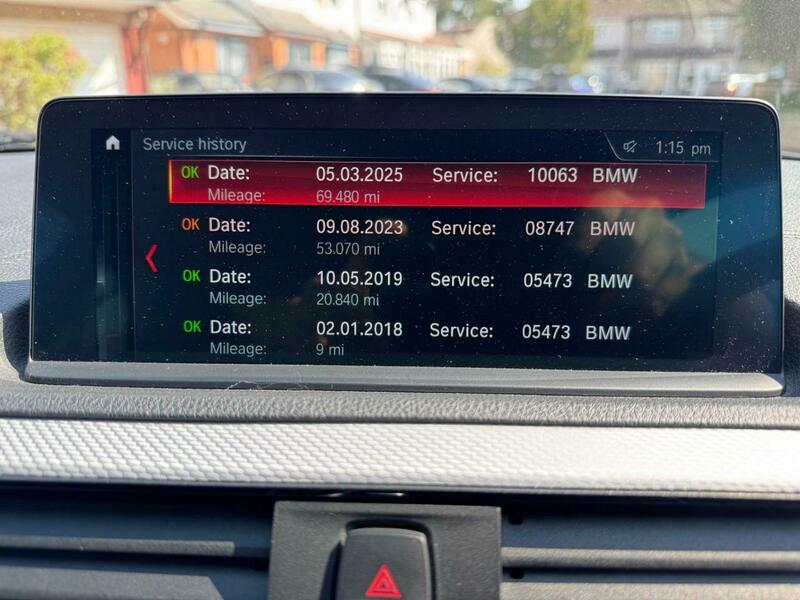 Service history 1:15 pm
OK Date: 05.03.2025 Service: 10063 BMW
Mileage: 69.480 mi
OK Date: 09.08.2023 Service: 08747 BMW
Mileage: 53.070 mi
OK Date: 10.05.2019 Service: 05473 BMW
Mileage: 20.840 mi
OK Date: 02.01.2018 Service: 05473 BMW
Mileage: 9 mi